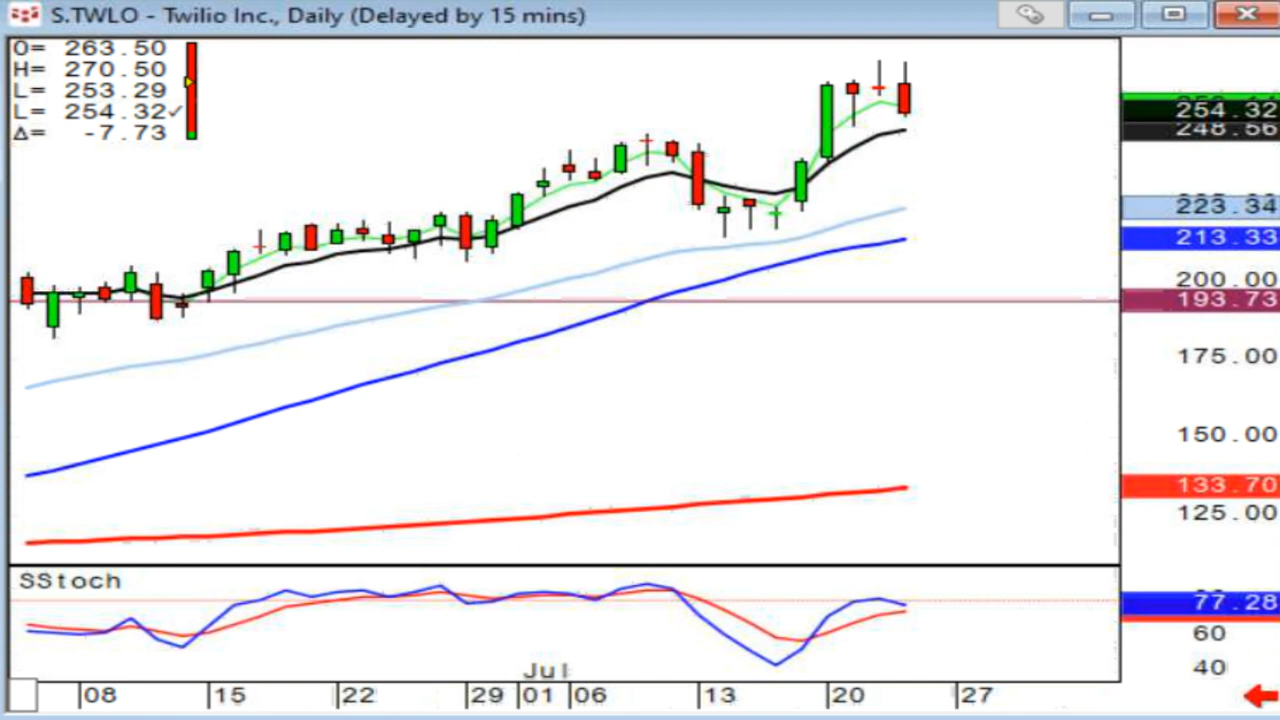 S.TWLO - Twilio Inc., Daily (Delayed by 15 mins)
O= 263.50
H= 270.50
L= 253.29
L= 254.32✓
Δ= -7.73
254.32
248.56
223.34
213.33
200.00
193.73
175.00
150.00
133.70
125.00
SStoch
77.28
60
40
Jul
08 15 22 29 01 06 13 20 27